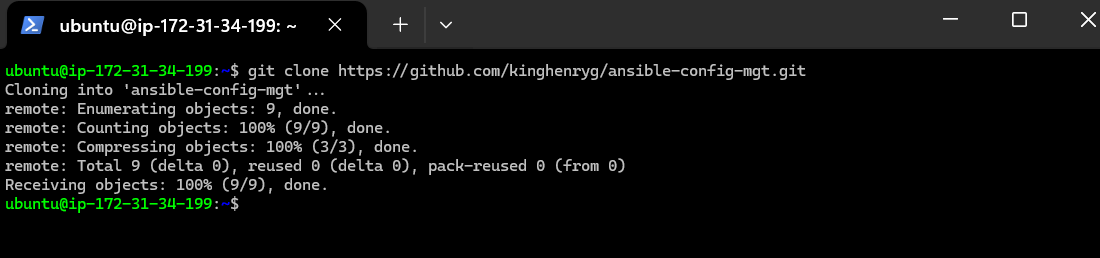 ubuntu@ip-172-31-34-199: ~
ubuntu@ip-172-31-34-199:~$ git clone https://github.com/kinghenryg/ansible-config-mgt.git
Cloning into 'ansible-config-mgt'...
remote: Enumerating objects: 9, done.
remote: Counting objects: 100% (9/9), done.
remote: Compressing objects: 100% (3/3), done.
remote: Total 9 (delta 0), reused 0 (delta 0), pack-reused 0 (from 0)
Receiving objects: 100% (9/9), done.
ubuntu@ip-172-31-34-199:~$